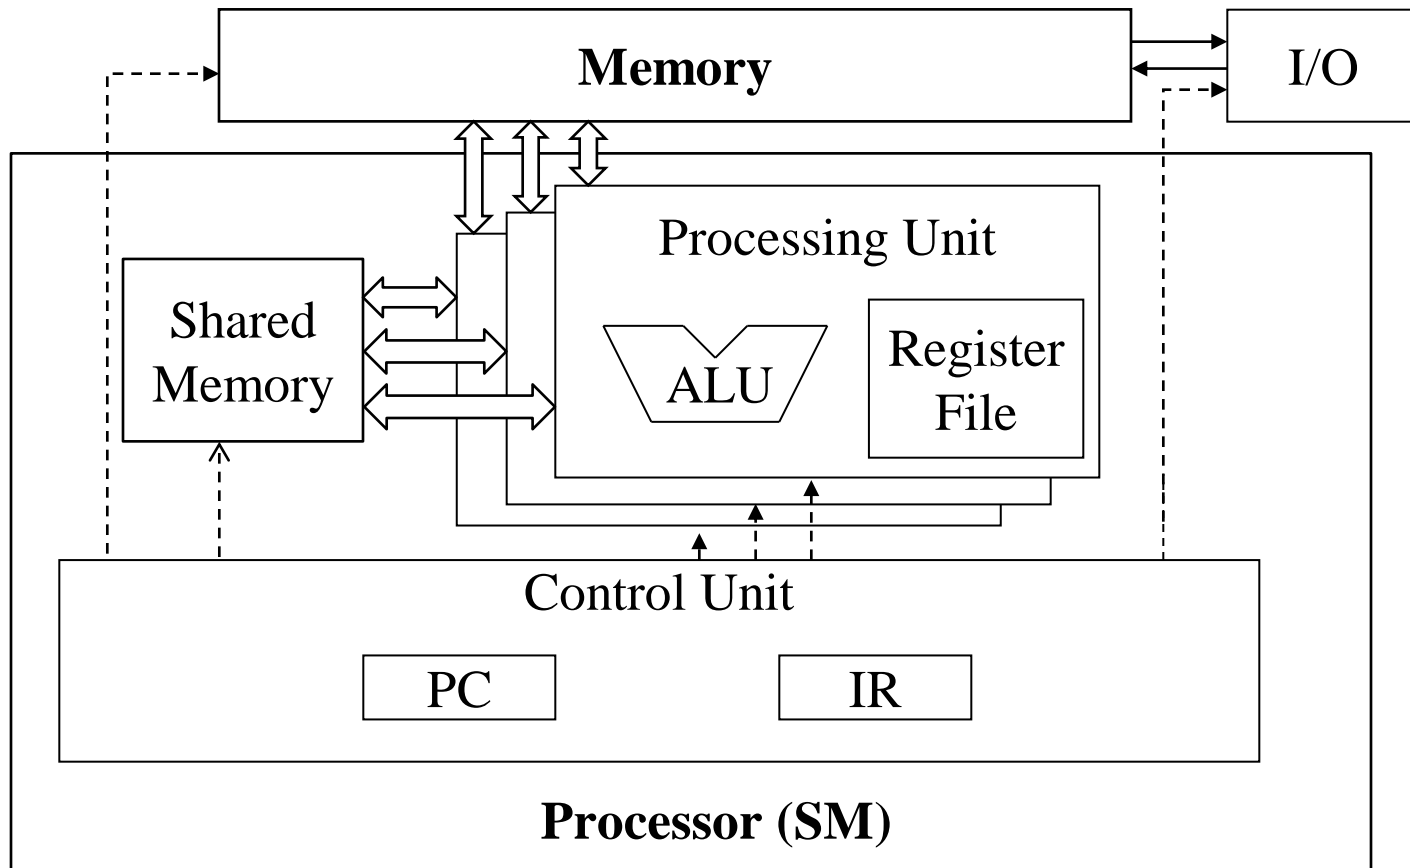 Memory
I/O
Processing Unit
Shared
Memory
ALU
Register
File
Control Unit
PC
IR
Processor (SM)